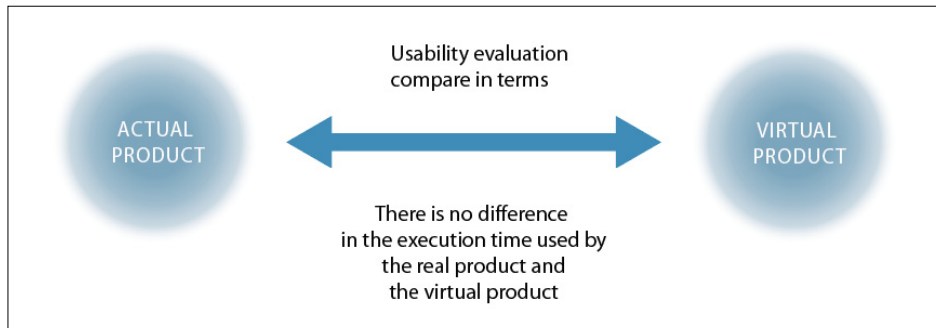 Usability evaluation
compare in terms
ACTUAL
PRODUCT
VIRTUAL
PRODUCT
There is no difference
in the execution time used by
the real product and
the virtual product